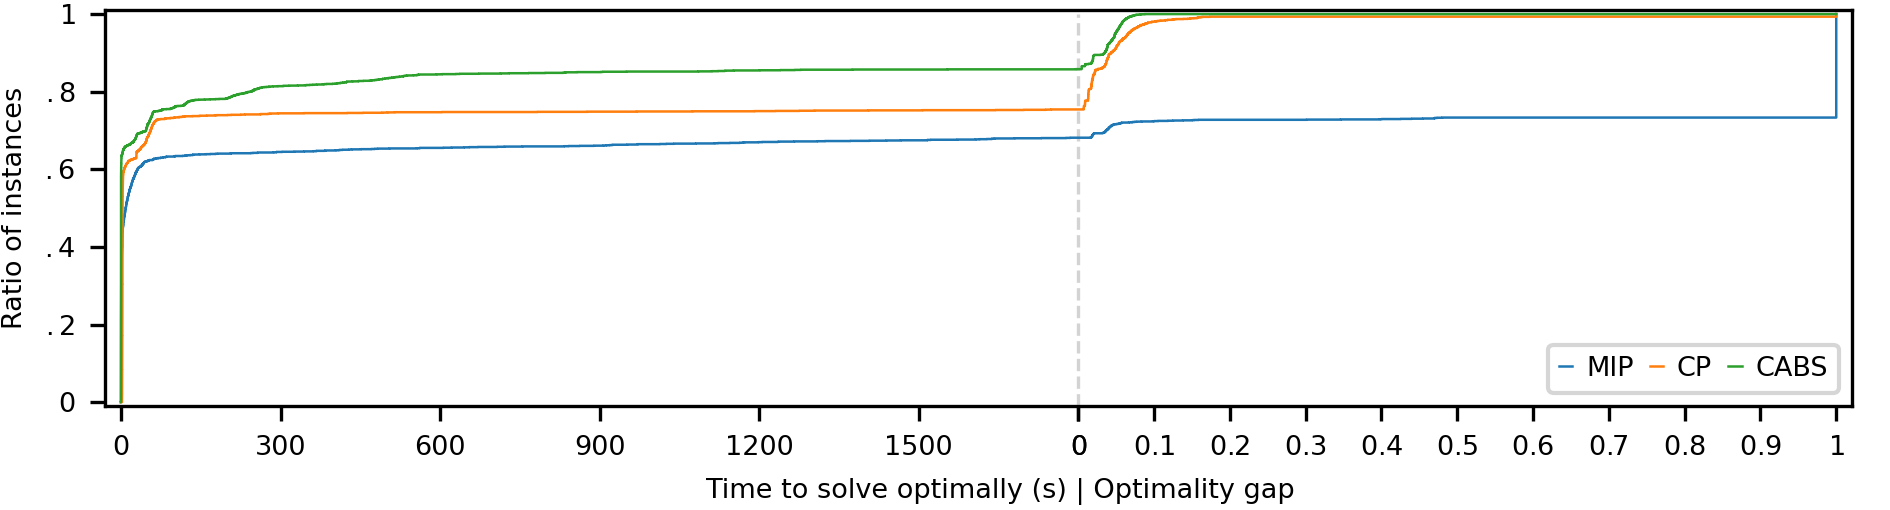 Ratio of instances
1
.8
.6
.4
.2
0
MIP CP CABS
0 300 600 900 1200 1500 0 0.1 0.2 0.3 0.4 0.5 0.6 0.7 0.8 0.9 1
Time to solve optimally (s) | Optimality gap